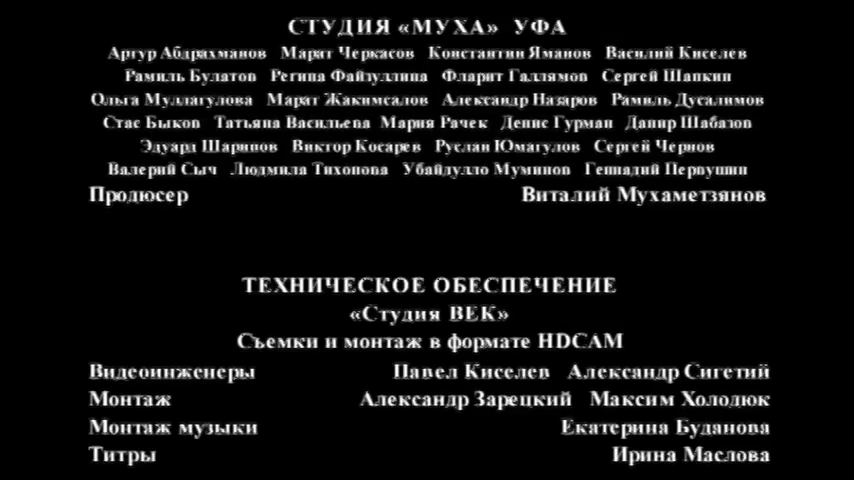 СТУДИЯ «МУХА» УФА
Артур Абдрахманов Марат Черкасов Константин Яманов Василий Киселев
Рамиль Булатов Регина Файзуллина Фларит Галлямов Сергей Шапкин
Ольга Муллагулова Марат Жакимсалов Александр Назаров Рамиль Дусалимов
Стас Быков Татьяна Васильева Мария Рачек Денис Гурман Данир Шабазов
Эдуард Шарипов Виктор Косарев Руслан Юмагулов Сергей Чернов
Валерий Сыч Людмила Тихонова Убайдулло Муминов Геннадий Первушин
Продюсер Виталий Мухаметзянов
ТЕХНИЧЕСКОЕ ОБЕСПЕЧЕНИЕ
«Студия ВЕК»
Съемки и монтаж в формате HDCAM
Видеоинженеры Павел Киселев Александр Сигетий
Монтаж Александр Зарецкий Максим Холодюк
Монтаж музыки Екатерина Буданова
Титры Ирина Маслова